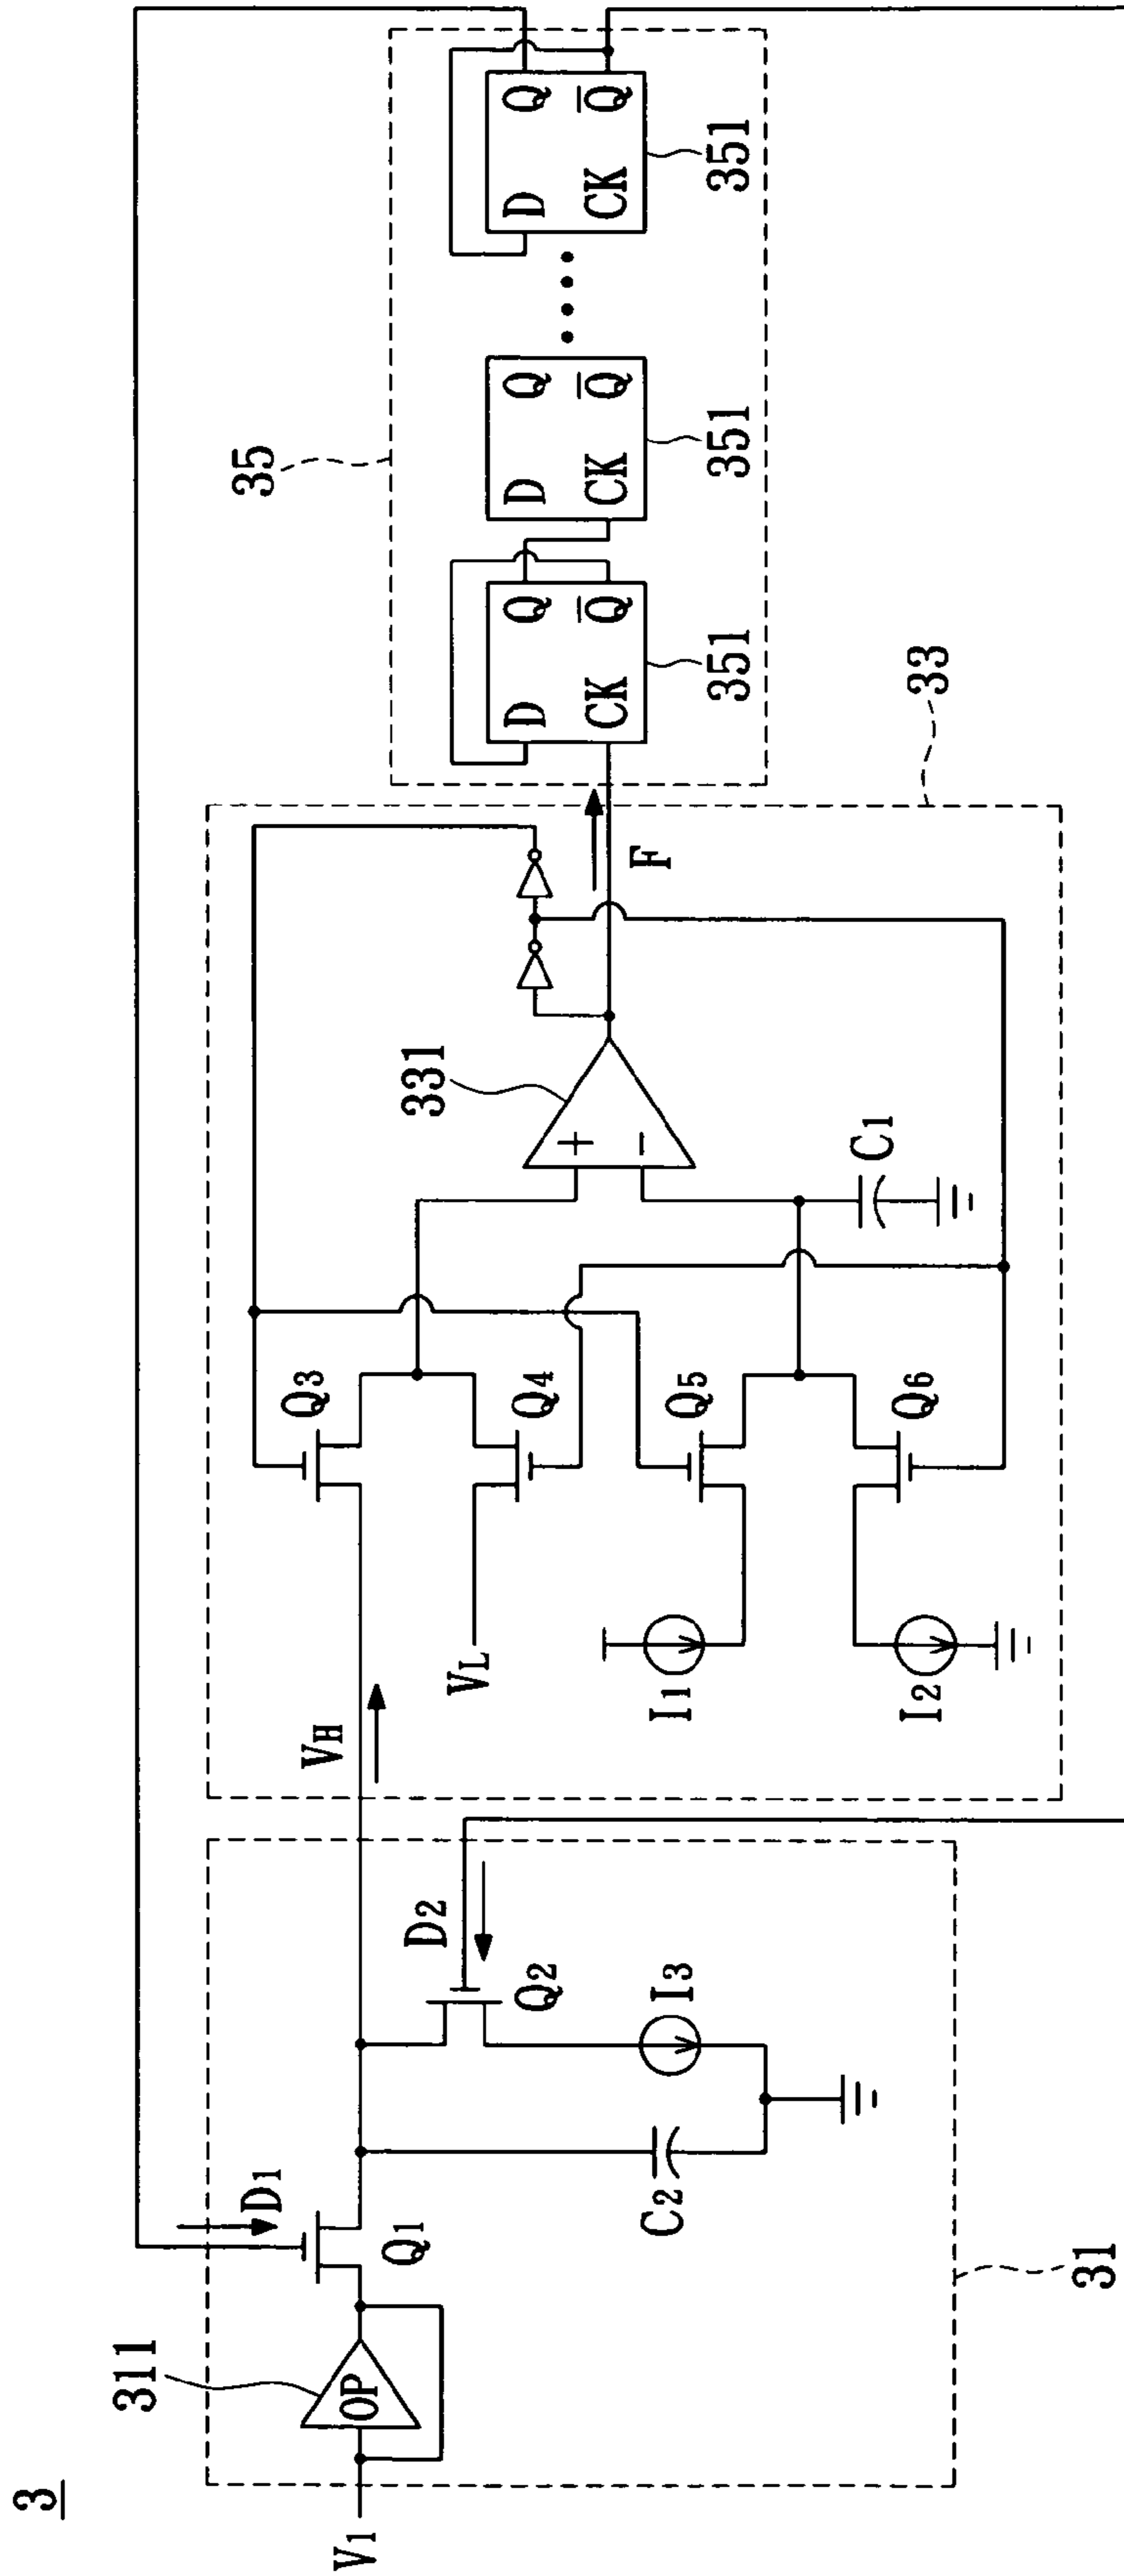 3
V1
311
OP
D1
Q1
C2
D2
Q2
I3
31
VH
VL
I1
I2
Q3
Q4
Q5
Q6
331
+
−
C1
F
33
35
D Q
CK Q̅
351
D Q
CK Q̅
351
D Q
CK Q̅
351